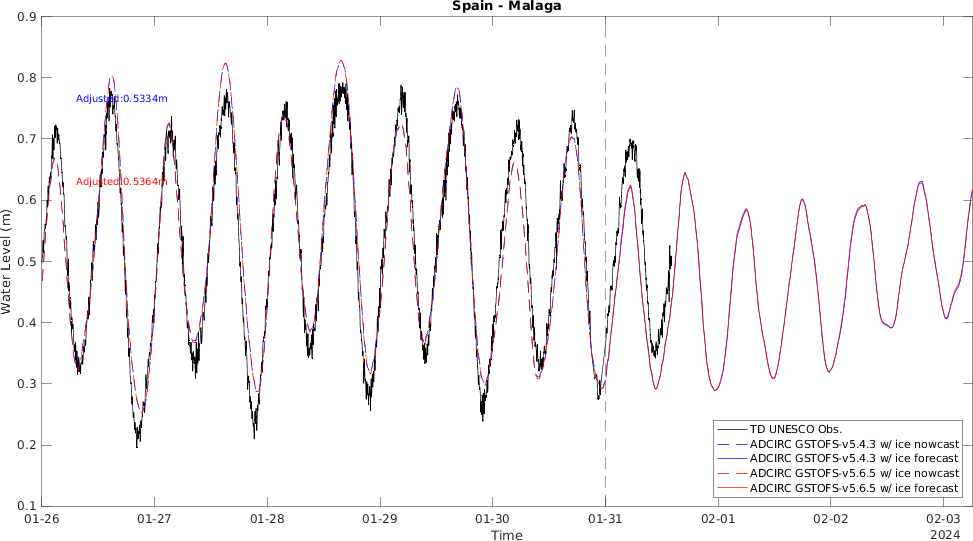 Spain - Malaga
0.9
0.8
0.7
0.6
0.5
0.4
0.3
0.2
0.1
Water Level (m)
Adjusted:0.5334m
Adjusted:0.5364m
TD UNESCO Obs.
ADCIRC GSTOFS-v5.4.3 w/ ice nowcast
ADCIRC GSTOFS-v5.4.3 w/ ice forecast
ADCIRC GSTOFS-v5.6.5 w/ ice nowcast
ADCIRC GSTOFS-v5.6.5 w/ ice forecast
01-26 01-27 01-28 01-29 01-30 01-31 02-01 02-02 02-03
Time
2024